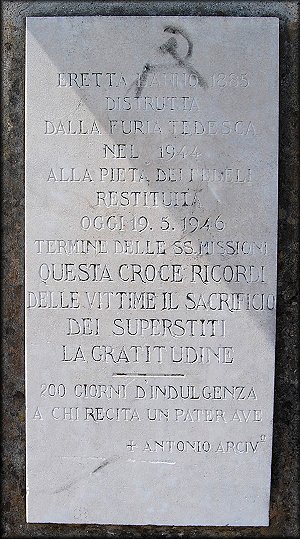 ERETTA L'ANNO 1885
DISTRUTTA
DALLA FURIA TEDESCA
NEL 1944
ALLA PIETA DEI FEDELI
RESTITUITA
OGGI 19.5.1946
TERMINE DELLE SS. MISSIONI
QUESTA CROCE RICORDI
DELLE VITTIME IL SACRIFICIO
DEI SUPERSTITI
LA GRATITUDINE
200 GIORNI D'INDULGENZA
A CHI RECITA UN PATER AVE
+ ANTONIO ARCIVº